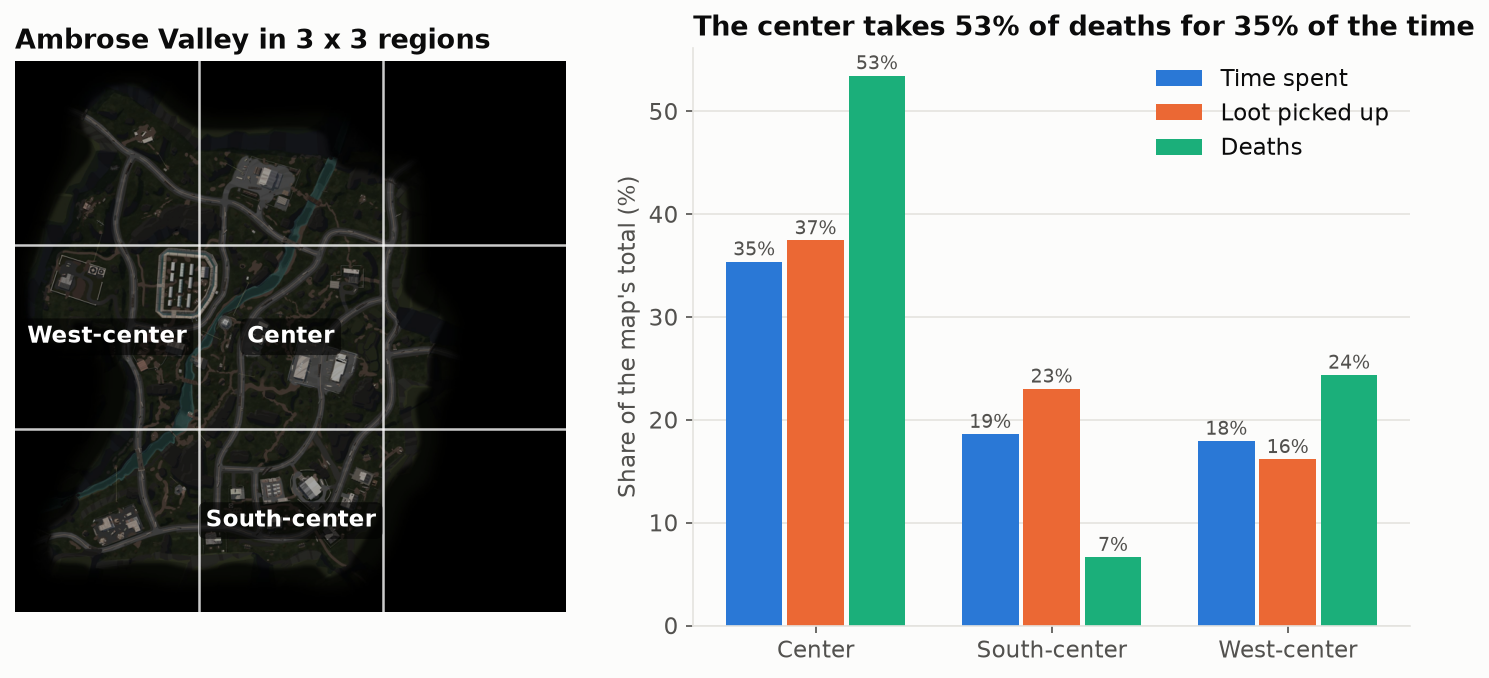 Ambrose Valley in 3 x 3 regions
West-center
Center
South-center
The center takes 53% of deaths for 35% of the time
Time spent
Loot picked up
Deaths
Share of the map's total (%)
50
40
30
20
10
0
35%
37%
53%
19%
23%
7%
18%
16%
24%
Center
South-center
West-center